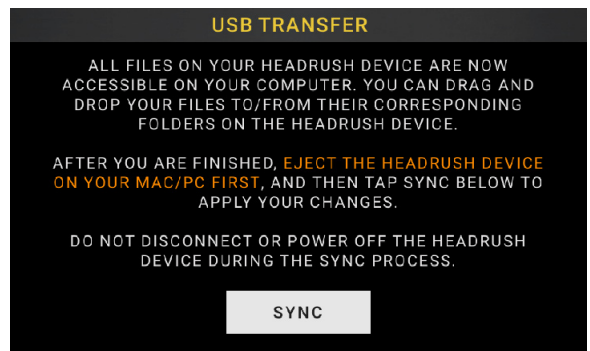 USB TRANSFER
ALL FILES ON YOUR HEADRUSH DEVICE ARE NOW
ACCESSIBLE ON YOUR COMPUTER. YOU CAN DRAG AND
DROP YOUR FILES TO/FROM THEIR CORRESPONDING
FOLDERS ON THE HEADRUSH DEVICE.
AFTER YOU ARE FINISHED, EJECT THE HEADRUSH DEVICE
ON YOUR MAC/PC FIRST, AND THEN TAP SYNC BELOW TO
APPLY YOUR CHANGES.
DO NOT DISCONNECT OR POWER OFF THE HEADRUSH
DEVICE DURING THE SYNC PROCESS.
SYNC